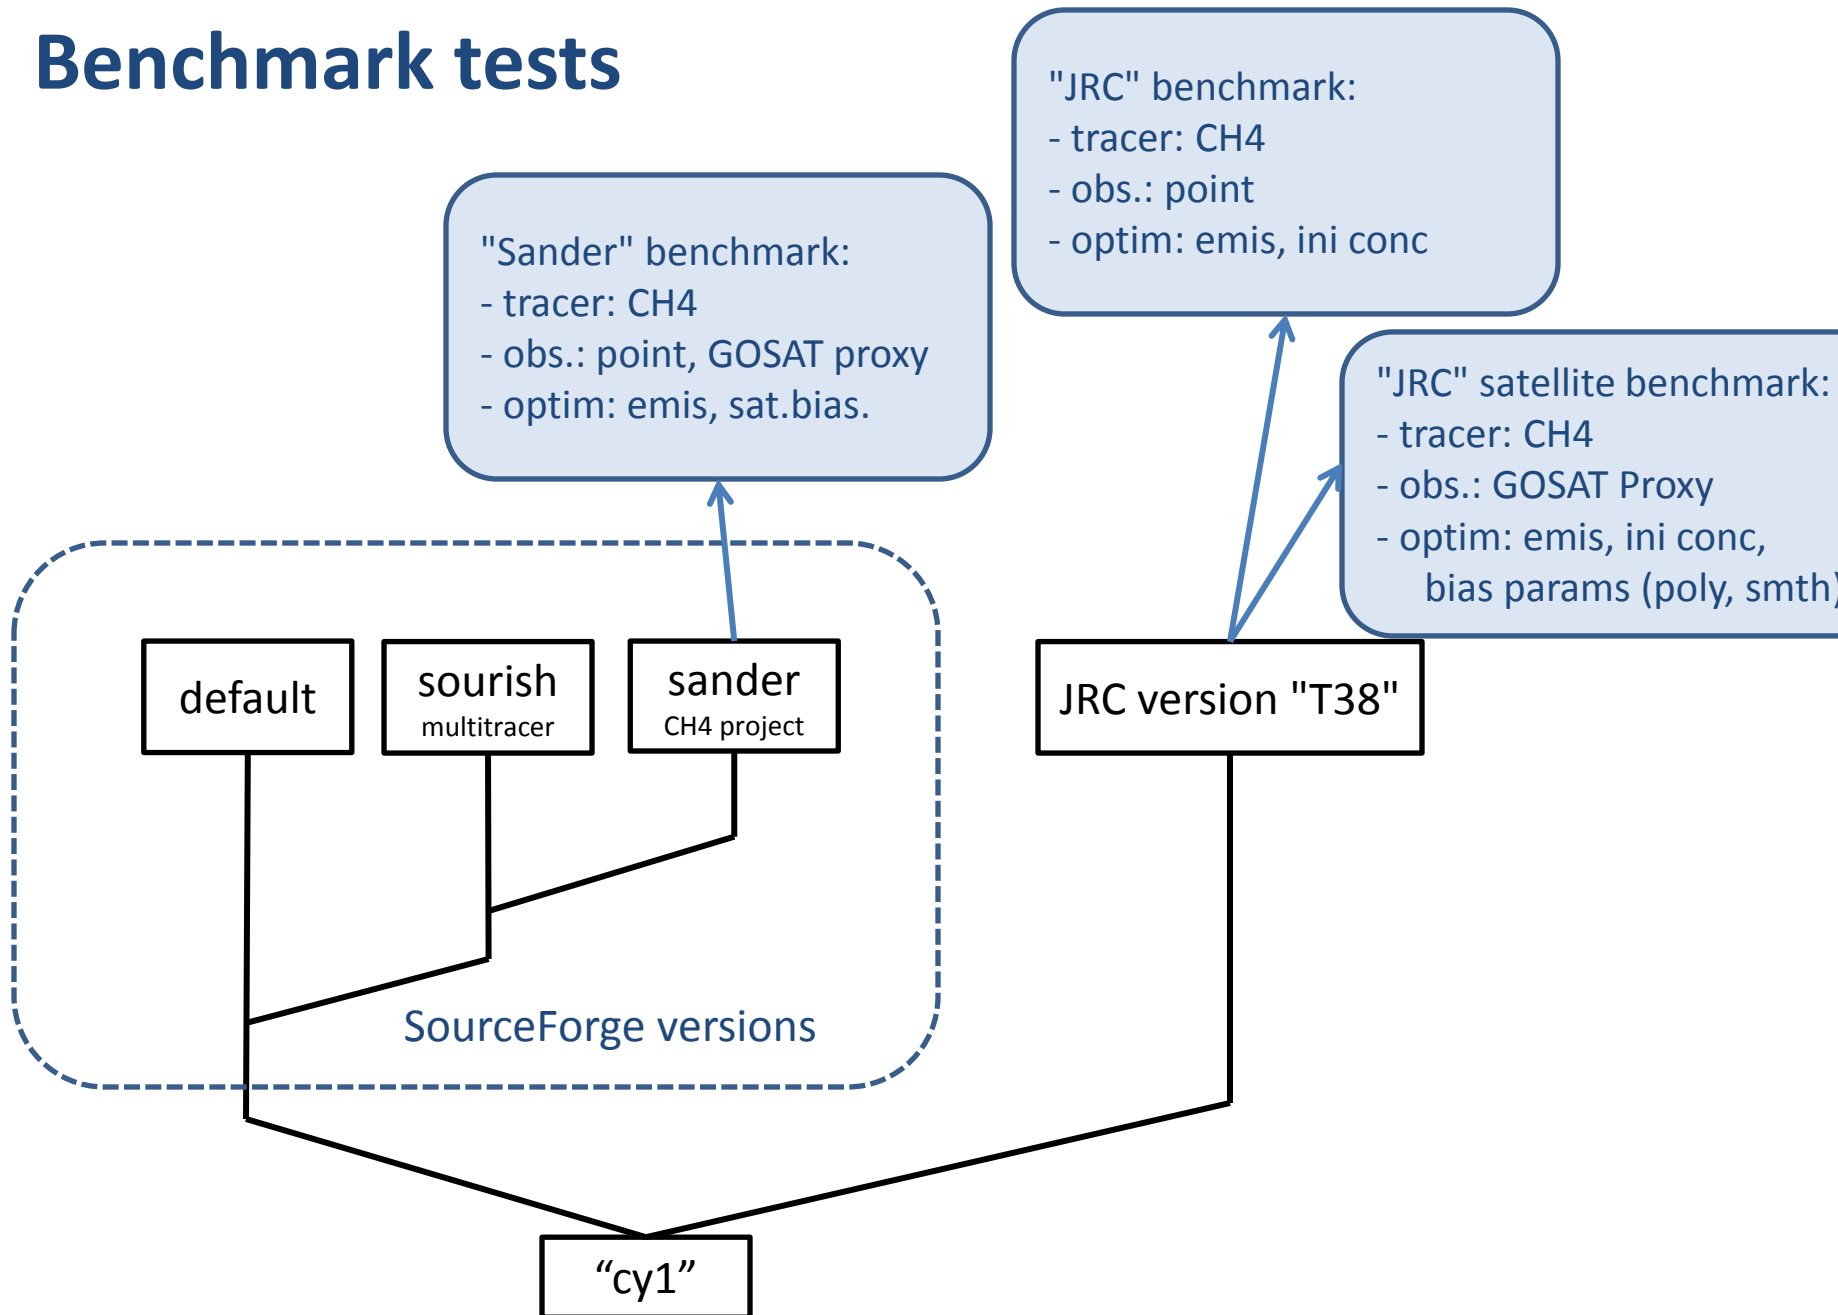 Benchmark tests
"JRC" benchmark:
- tracer: CH4
- obs.: point
- optim: emis, ini conc
"Sander" benchmark:
- tracer: CH4
- obs.: point, GOSAT proxy
- optim: emis, sat.bias.
"JRC" satellite benchmark:
- tracer: CH4
- obs.: GOSAT Proxy
- optim: emis, ini conc,
bias params (poly, smth)
default
sourish
multitracer
sander
CH4 project
JRC version "T38"
SourceForge versions
“cy1”